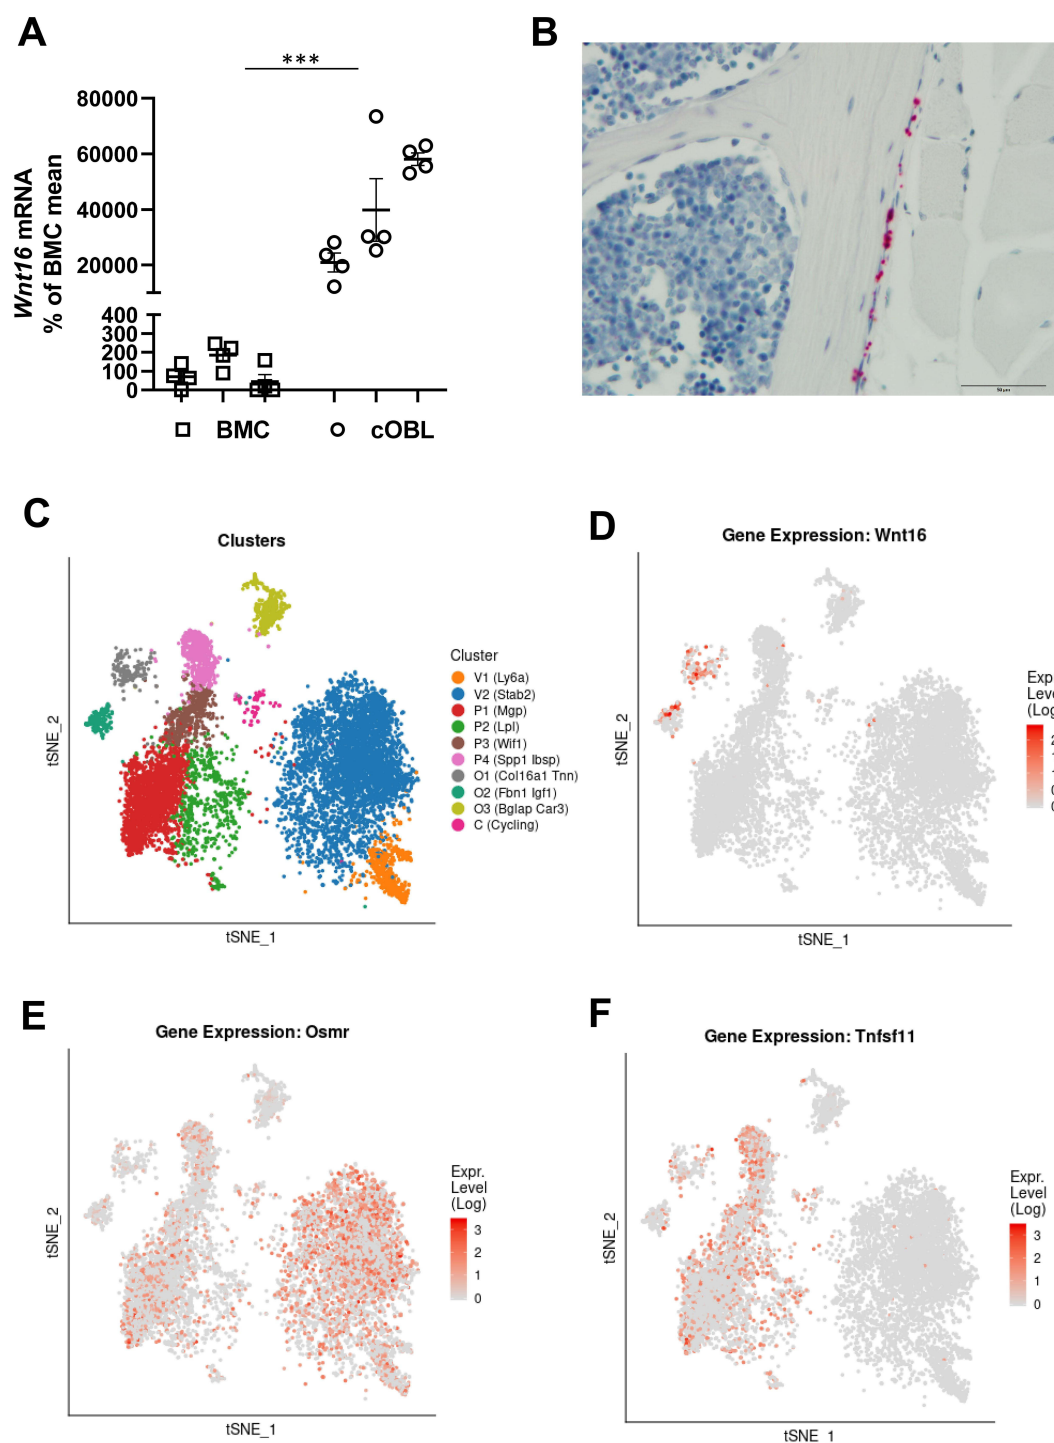 A
B
***
80000
60000
40000
20000
400
300
200
100
0
Wnt16 mRNA
% of BMC mean
BMC
cOBL
50 µm
C
Clusters
tSNE_2
tSNE_1
Cluster
V1 (Ly6a)
V2 (Stab2)
P1 (Mgp)
P2 (Lpl)
P3 (Wif1)
P4 (Spp1 Ibsp)
O1 (Col16a1 Tnn)
O2 (Fbn1 Igf1)
O3 (Bglap Car3)
C (Cycling)
D
Gene Expression: Wnt16
tSNE_2
tSNE_1
E
Gene Expression: Osmr
tSNE_2
tSNE_1
Expr.
Level
(Log)
3
2
1
0
F
Gene Expression: Tnfsf11
tSNE_2
tSNE_1
Expr.
Level
(Log)
3
2
1
0